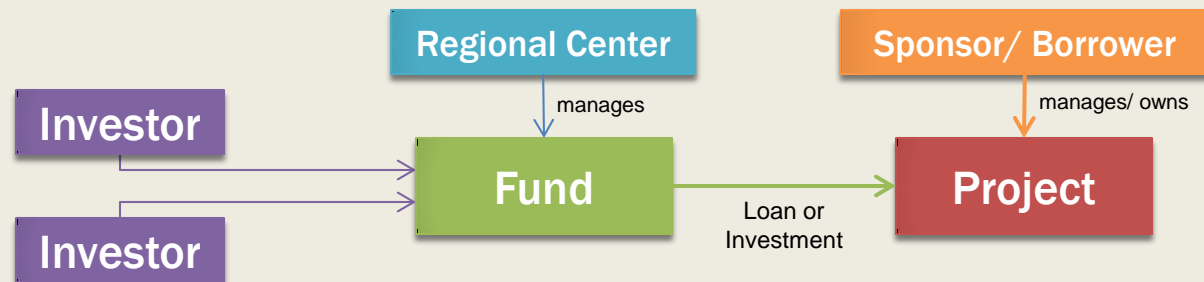 Regional Center
Sponsor/ Borrower
manages
manages/ owns
Investor
Fund
Project
Loan or
Investment
Investor